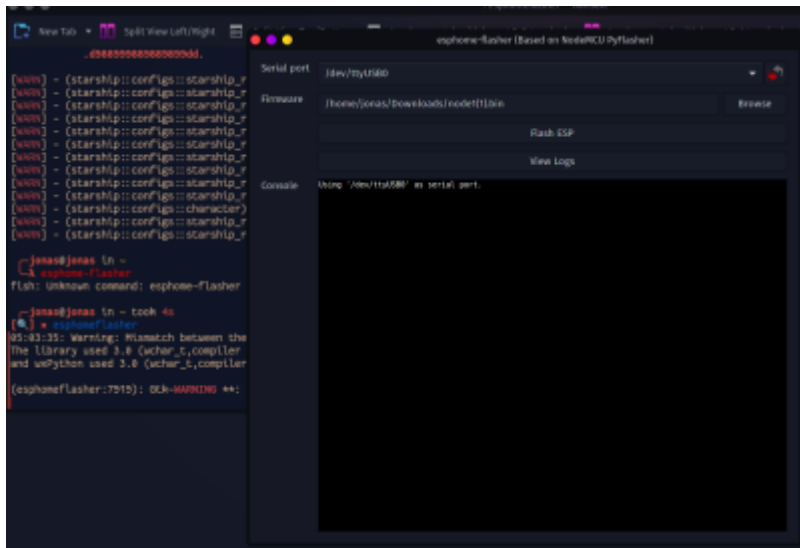 New Tab
Split View Left/Right
[WARN] - (starship::configs::starship_r
[WARN] - (starship::configs::starship_r
[WARN] - (starship::configs::starship_r
[WARN] - (starship::configs::starship_r
[WARN] - (starship::configs::starship_r
[WARN] - (starship::configs::starship_r
[WARN] - (starship::configs::starship_r
[WARN] - (starship::configs::starship_r
[WARN] - (starship::configs::starship_r
[WARN] - (starship::configs::starship_r
[WARN] - (starship::configs::character)
[WARN] - (starship::configs::starship_r
[WARN] - (starship::configs::starship_r
jonas@jonas in ~
λ esphome-flasher
fish: Unknown command: esphome-flasher
jonas@jonas in ~ took 4s
esphomeflasher
05:03:35: Warning: Mismatch between the
The library used 3.0 (wchar_t,compiler
and wxPython used 3.0 (wchar_t,compiler
(esphomeflasher:7919): Gtk-WARNING **:
esphome-flasher (Based on NodeMCU PyFlasher)
Serial port
/dev/ttyUSB0
Firmware
/home/jonas/Downloads/node1(1).bin
Browse
Flash ESP
View Logs
Console
Using '/dev/ttyUSB0' as serial port.